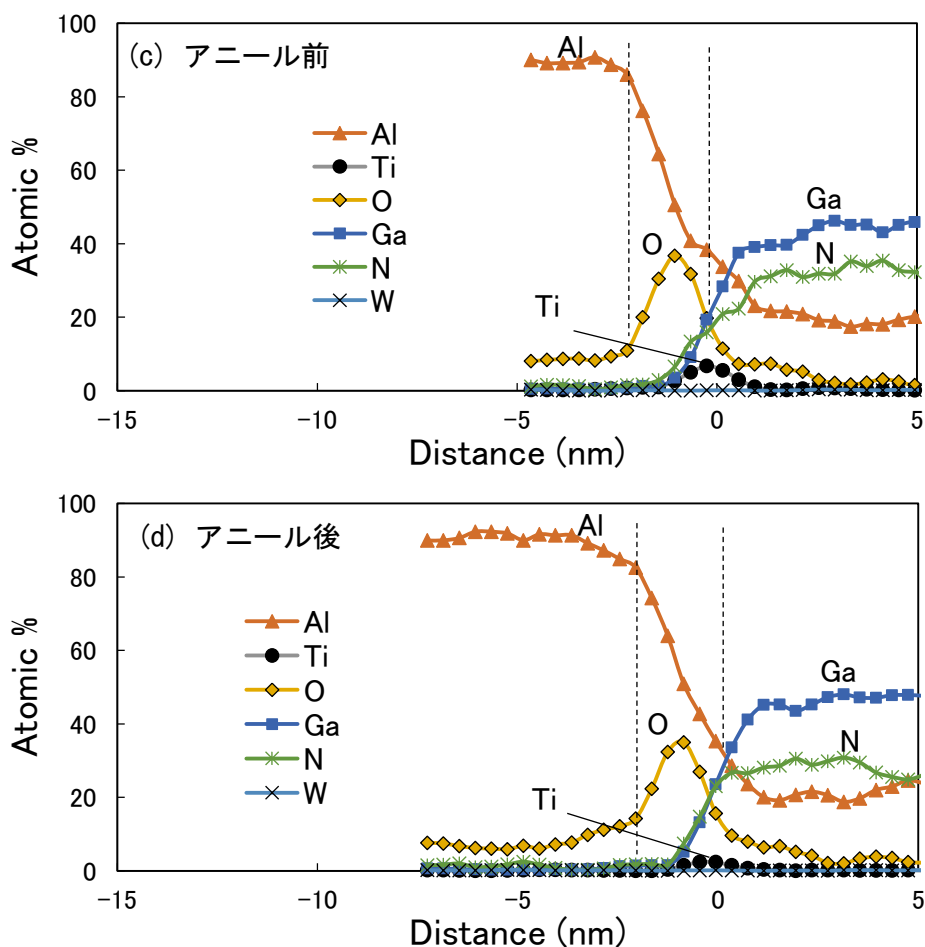 (c) アニール前
Atomic %
100
80
60
40
20
0
Al
Ti
O
Ga
N
W
Al
O
Ti
Ga
N
-15
-10
-5
0
5
Distance (nm)
(d) アニール後
Atomic %
100
80
60
40
20
0
Al
Ti
O
Ga
N
W
Al
O
Ti
Ga
N
-15
-10
-5
0
5
Distance (nm)